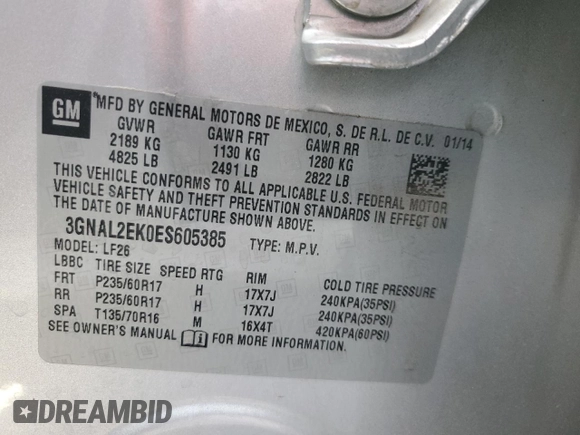 GM
MFD BY GENERAL MOTORS DE MEXICO, S. DE R.L. DE C.V. 01/14
GVWR GAWR FRT GAWR RR
2189 KG 1130 KG 1280 KG
4825 LB 2491 LB 2822 LB
THIS VEHICLE CONFORMS TO ALL APPLICABLE U.S. FEDERAL MOTOR
VEHICLE SAFETY AND THEFT PREVENTION STANDARDS IN EFFECT ON
THE DATE OF MANUFACTURE SHOWN ABOVE.
3GNAL2EK0ES605385 TYPE: M.P.V.
MODEL: LF26
LBBC TIRE SIZE SPEED RTG RIM COLD TIRE PRESSURE
FRT P235/60R17 H 17X7J 240KPA(35PSI)
RR P235/60R17 H 17X7J 240KPA(35PSI)
SPA T135/70R16 M 16X4T 420KPA(60PSI)
SEE OWNER'S MANUAL i FOR MORE INFORMATION.
DREAMBID